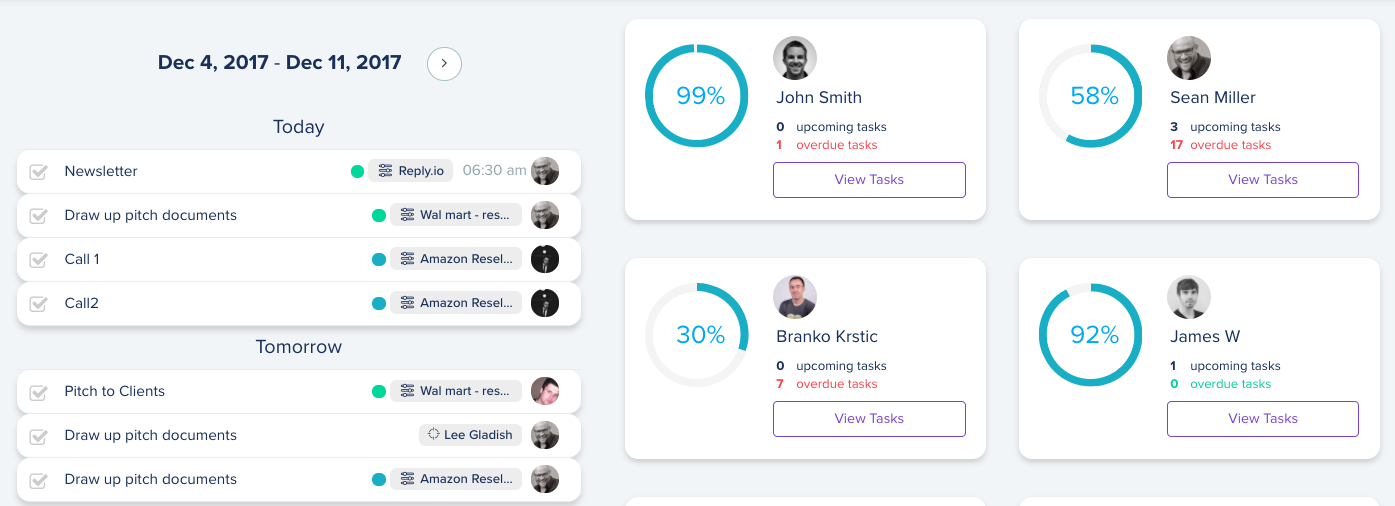 Dec 4, 2017 - Dec 11, 2017
Today
Newsletter Reply.io 06:30 am
Draw up pitch documents Wal mart - res...
Call 1 Amazon Resel...
Call2 Amazon Resel...
Tomorrow
Pitch to Clients Wal mart - res...
Draw up pitch documents Lee Gladish
Draw up pitch documents Amazon Resel...
99%
John Smith
0 upcoming tasks
1 overdue tasks
View Tasks
58%
Sean Miller
3 upcoming tasks
17 overdue tasks
View Tasks
30%
Branko Krstic
0 upcoming tasks
7 overdue tasks
View Tasks
92%
James W
1 upcoming tasks
0 overdue tasks
View Tasks